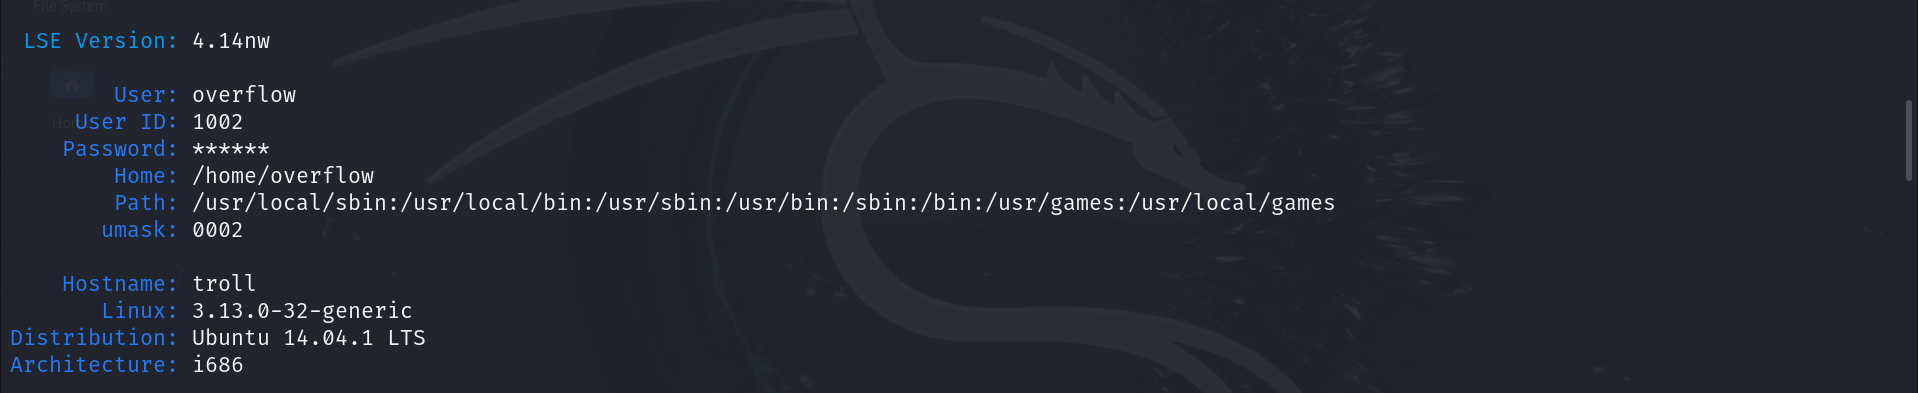 File System
LSE Version: 4.14nw
User: overflow
Home
User ID: 1002
Password: ******
Home: /home/overflow
Path: /usr/local/sbin:/usr/local/bin:/usr/sbin:/usr/bin:/sbin:/bin:/usr/games:/usr/local/games
umask: 0002
Hostname: troll
Linux: 3.13.0-32-generic
Distribution: Ubuntu 14.04.1 LTS
Architecture: i686